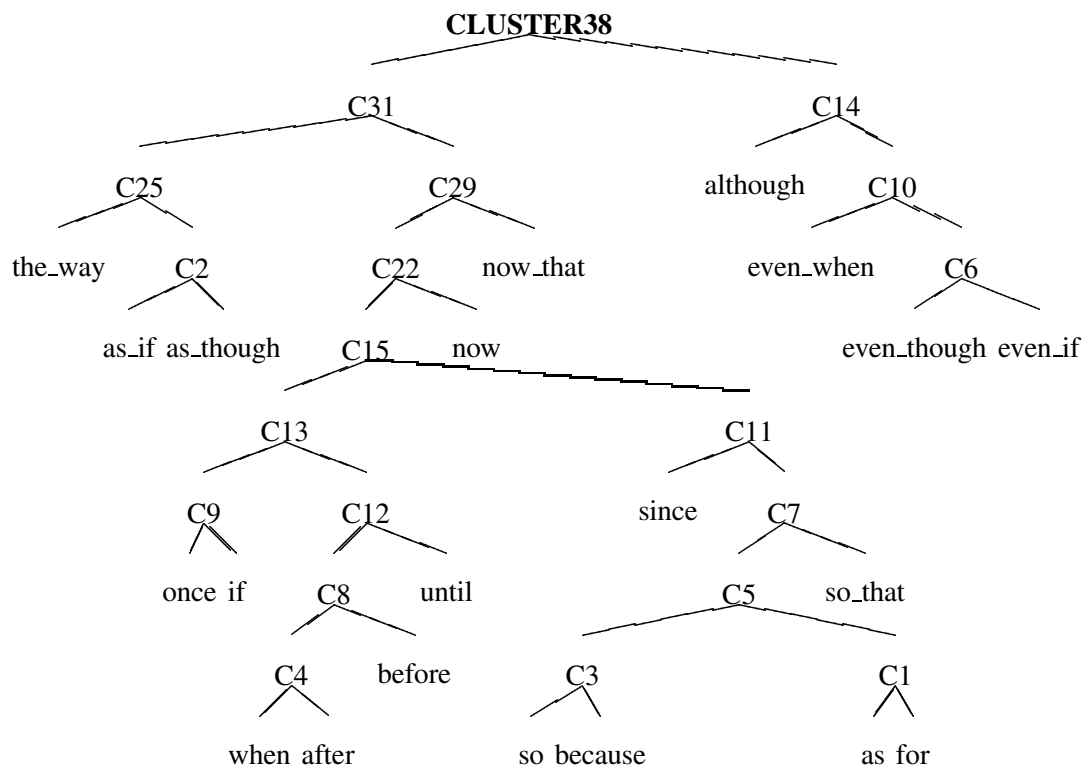 CLUSTER38
C31 C14
C25 C29 although C10
the_way C2 C22 now_that even_when C6
as_if as_though C15 now even_though even_if
C13 C11
C9 C12 since C7
once if C8 until C5 so_that
C4 before C3 C1
when after so because as for